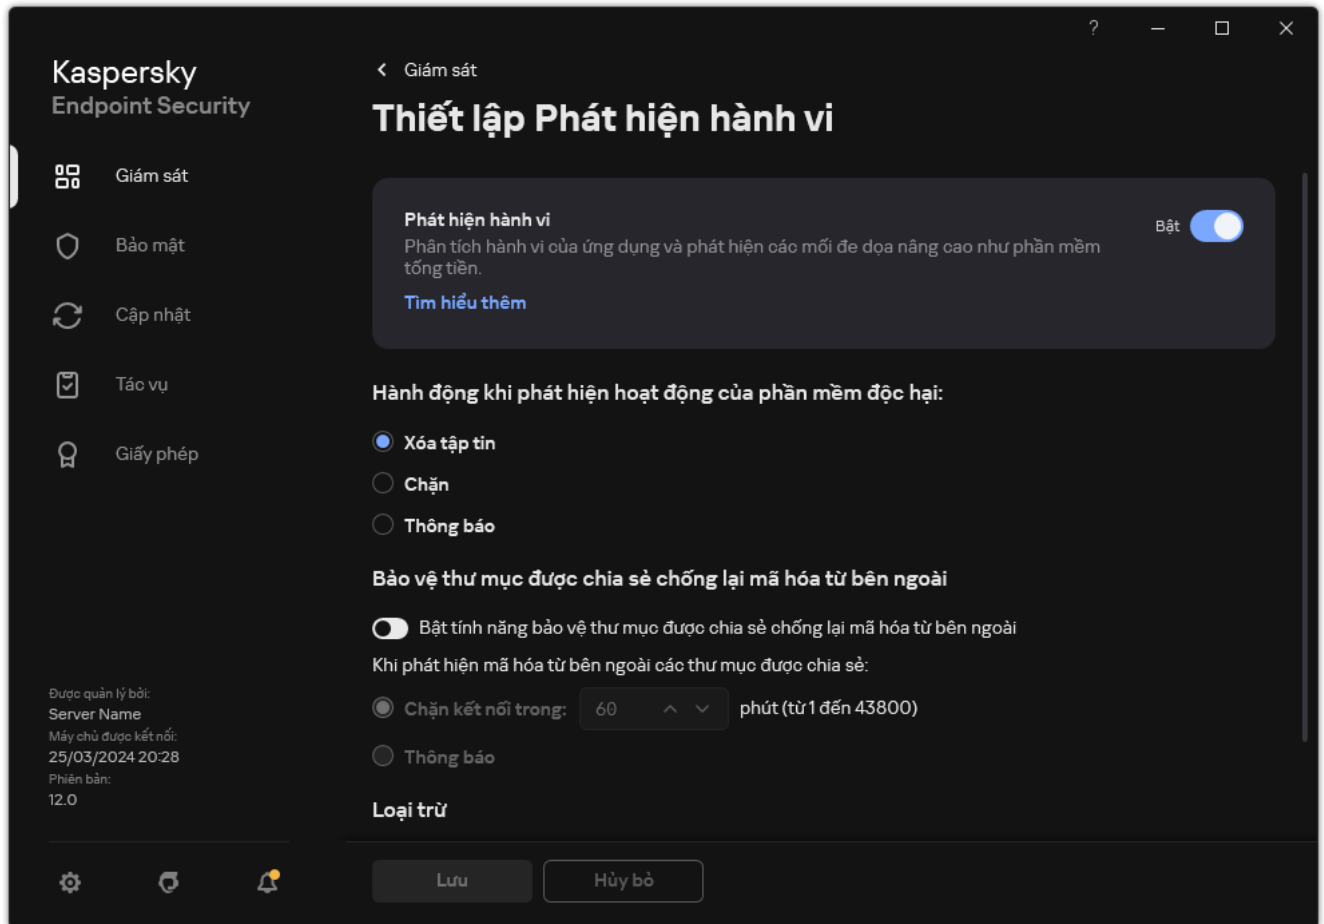 ?
Kaspersky
Endpoint Security
Giám sát
Bảo mật
Cập nhật
Tác vụ
Giấy phép
Được quản lý bởi:
Server Name
Máy chủ được kết nối:
25/03/2024 20:28
Phiên bản:
12.0
Giám sát
Thiết lập Phát hiện hành vi
Phát hiện hành vi
Phân tích hành vi của ứng dụng và phát hiện các mối đe dọa nâng cao như phần mềm
tống tiền.
Tìm hiểu thêm
Bật
Hành động khi phát hiện hoạt động của phần mềm độc hại:
Xóa tập tin
Chặn
Thông báo
Bảo vệ thư mục được chia sẻ chống lại mã hóa từ bên ngoài
Bật tính năng bảo vệ thư mục được chia sẻ chống lại mã hóa từ bên ngoài
Khi phát hiện mã hóa từ bên ngoài các thư mục được chia sẻ:
Chặn kết nối trong: 60 phút (từ 1 đến 43800)
Thông báo
Loại trừ
Lưu
Hủy bỏ